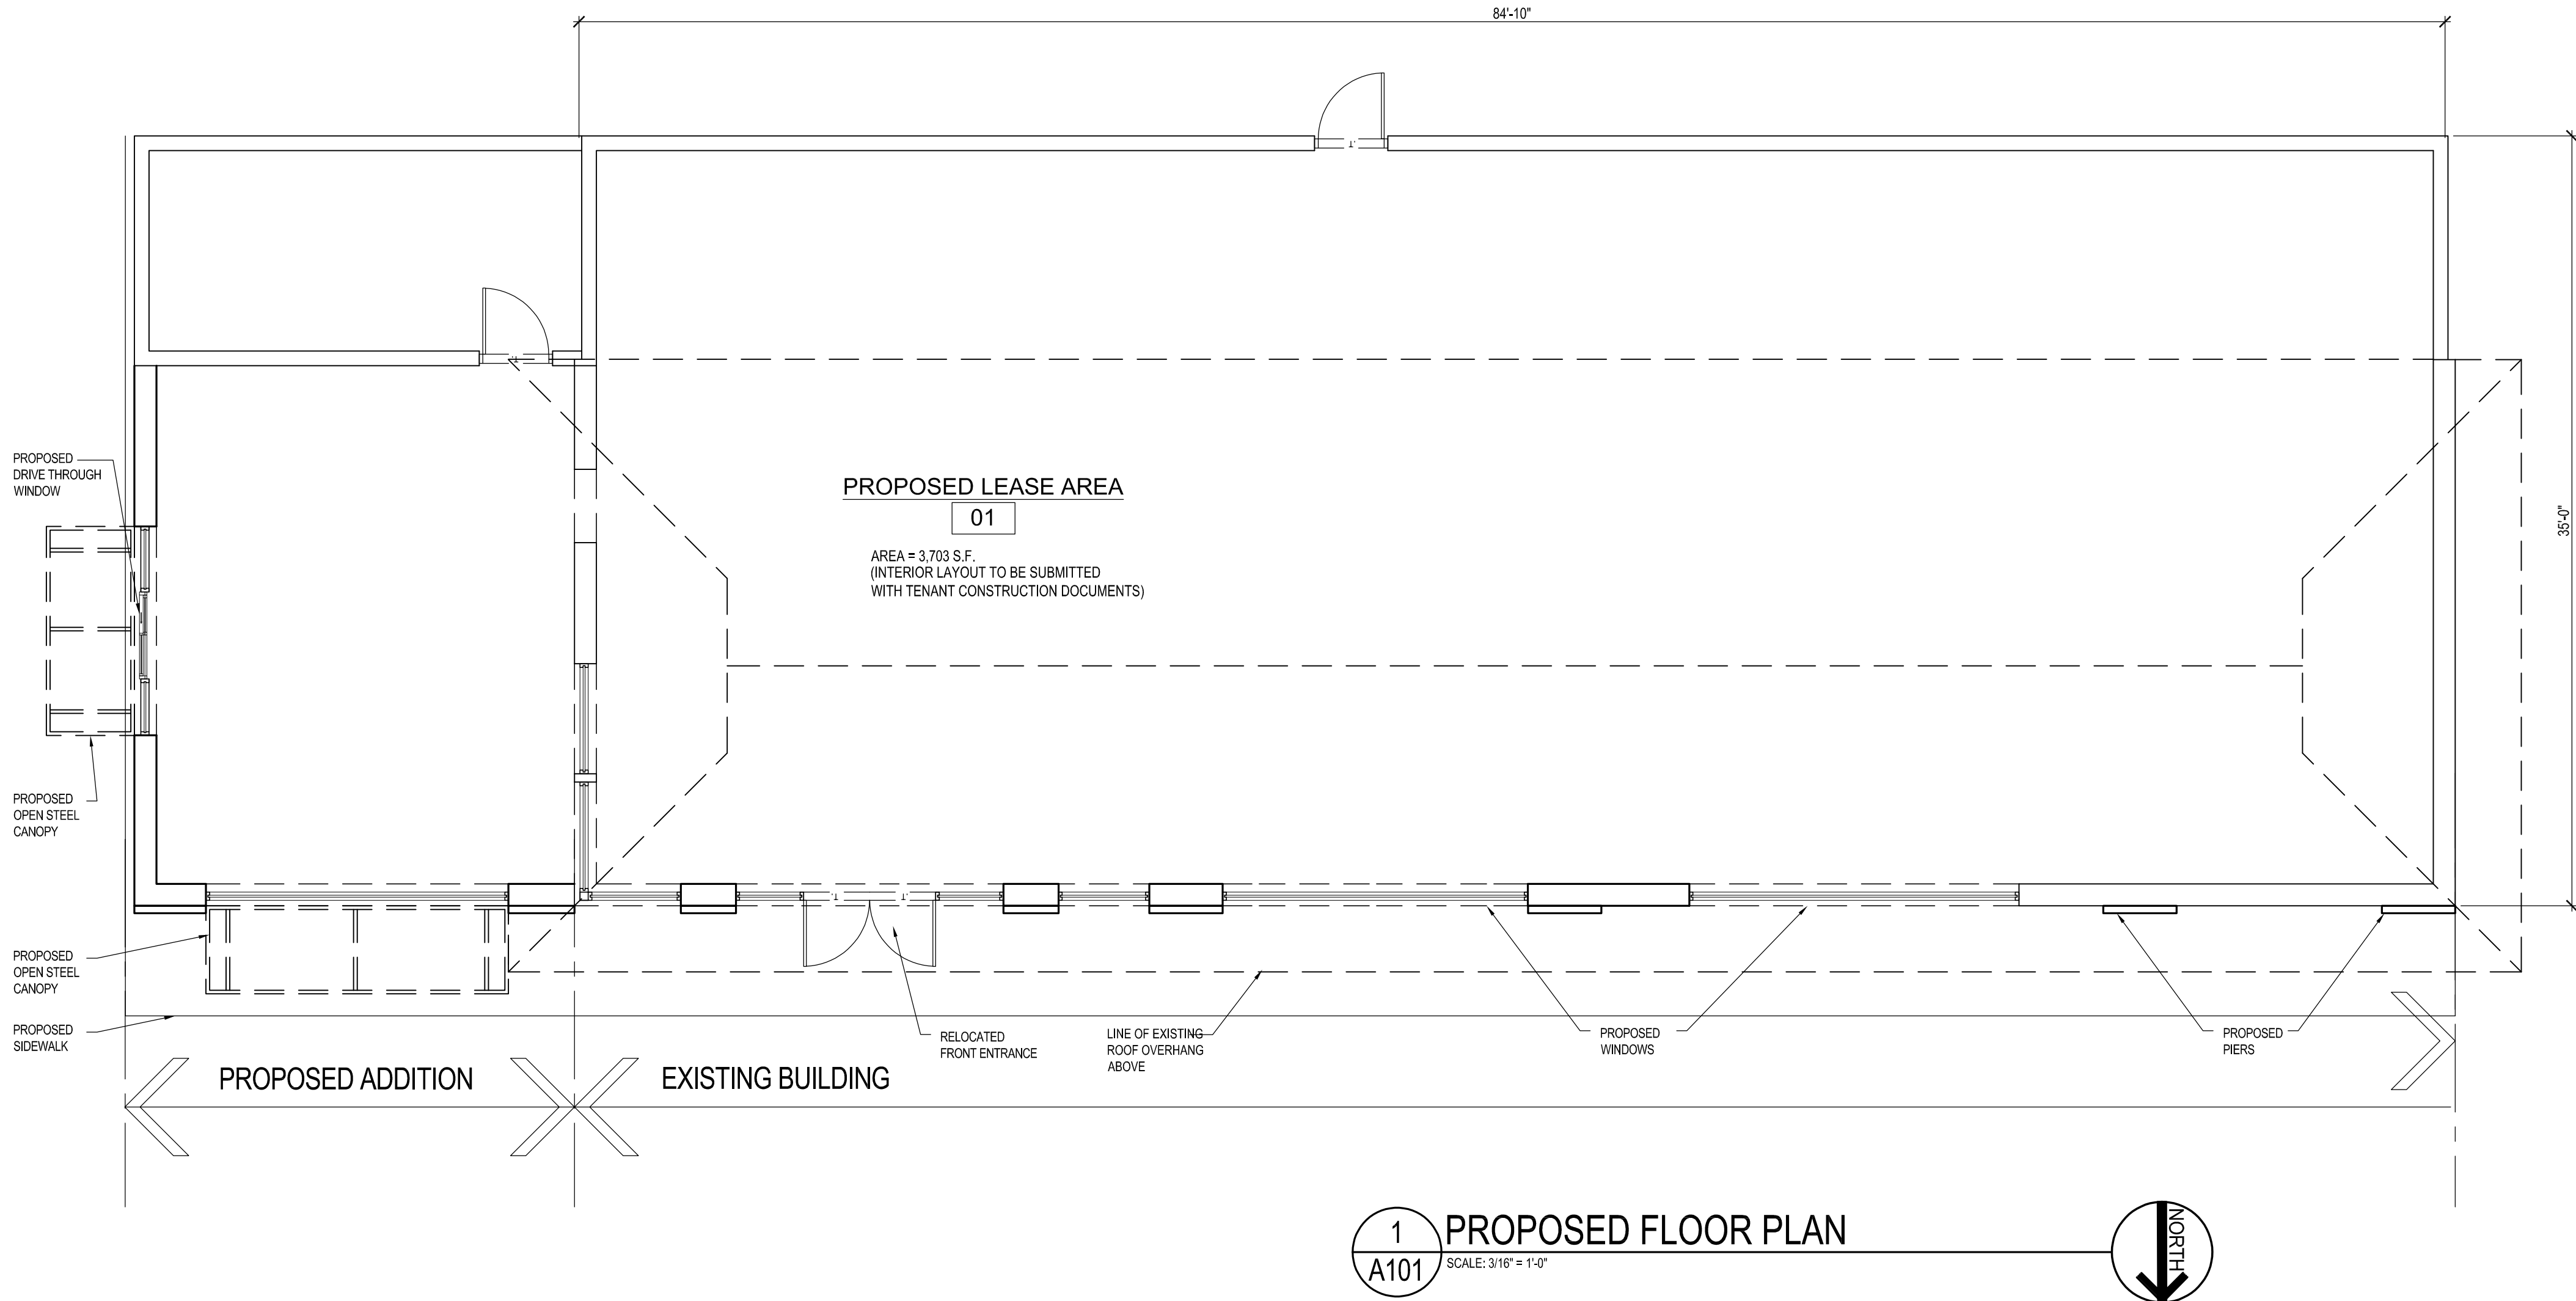 84'-10"
PROPOSED
DRIVE THROUGH
WINDOW
PROPOSED LEASE AREA
01
AREA = 3,703 S.F.
(INTERIOR LAYOUT TO BE SUBMITTED
WITH TENANT CONSTRUCTION DOCUMENTS)
35'-0"
PROPOSED
OPEN STEEL
CANOPY
PROPOSED
OPEN STEEL
CANOPY
PROPOSED
SIDEWALK
RELOCATED
FRONT ENTRANCE
LINE OF EXISTING
ROOF OVERHANG
ABOVE
PROPOSED
WINDOWS
PROPOSED
PIERS
PROPOSED ADDITION
EXISTING BUILDING
1
A101
PROPOSED FLOOR PLAN
SCALE: 3/16" = 1'-0"
NORTH